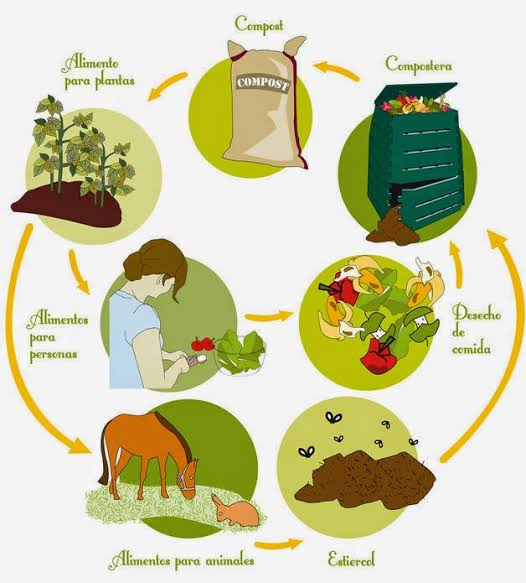 Compost
COMPOST
Alimento
para plantas
Compostera
Alimentos
para
personas
Desecho
de
comida
Alimentos para animales
Estiercol